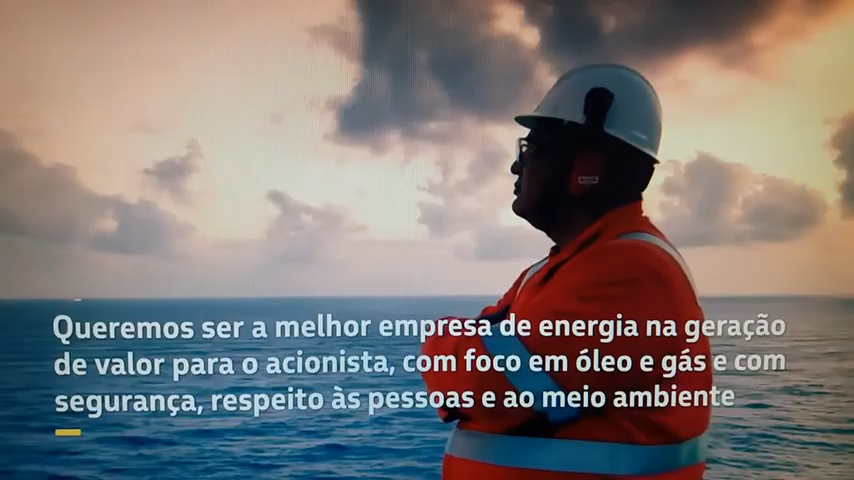 Queremos ser a melhor empresa de energia na geração
de valor para o acionista, com foco em óleo e gás e com
segurança, respeito às pessoas e ao meio ambiente